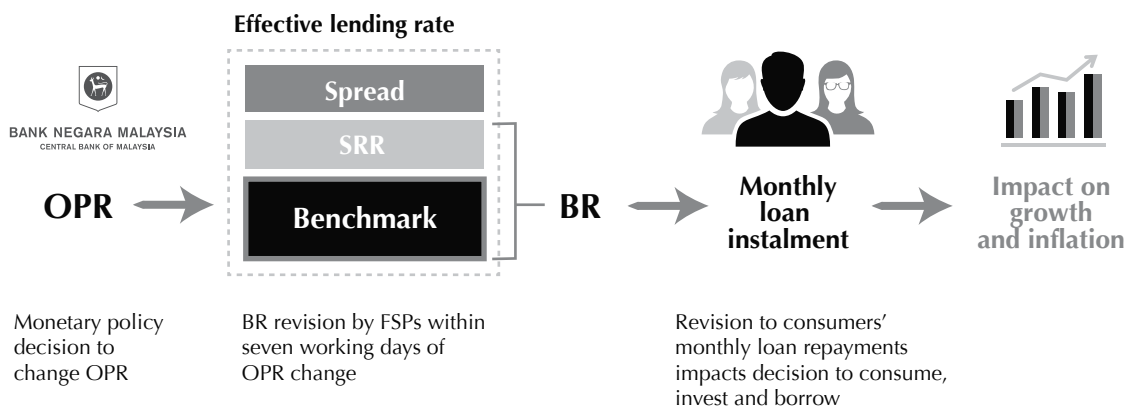 Effective lending rate
BANK NEGARA MALAYSIA
CENTRAL BANK OF MALAYSIA
OPR
Spread
SRR
Benchmark
BR
Monthly
loan
instalment
Impact on
growth
and inflation
Monetary policy
decision to
change OPR
BR revision by FSPs within
seven working days of
OPR change
Revision to consumers’
monthly loan repayments
impacts decision to consume,
invest and borrow